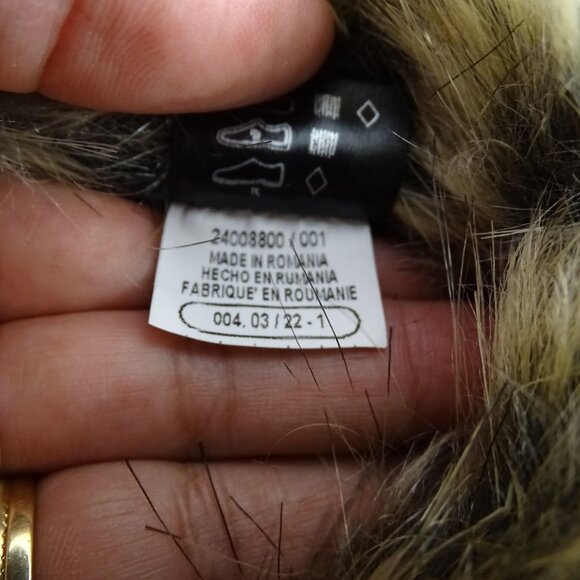 24008800 / 001
MADE IN ROMANIA
HECHO EN RUMANIA
FABRIQUE' EN ROUMANIE
004. 03 / 22 - 1